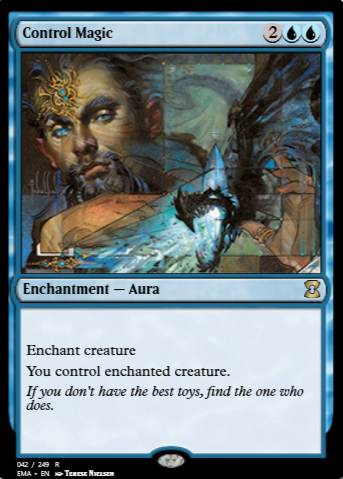 Control Magic 2
Enchantment — Aura
Enchant creature
You control enchanted creature.
If you don't have the best toys, find the one who
does.
042 / 249 R
EMA • EN Terese Nielsen